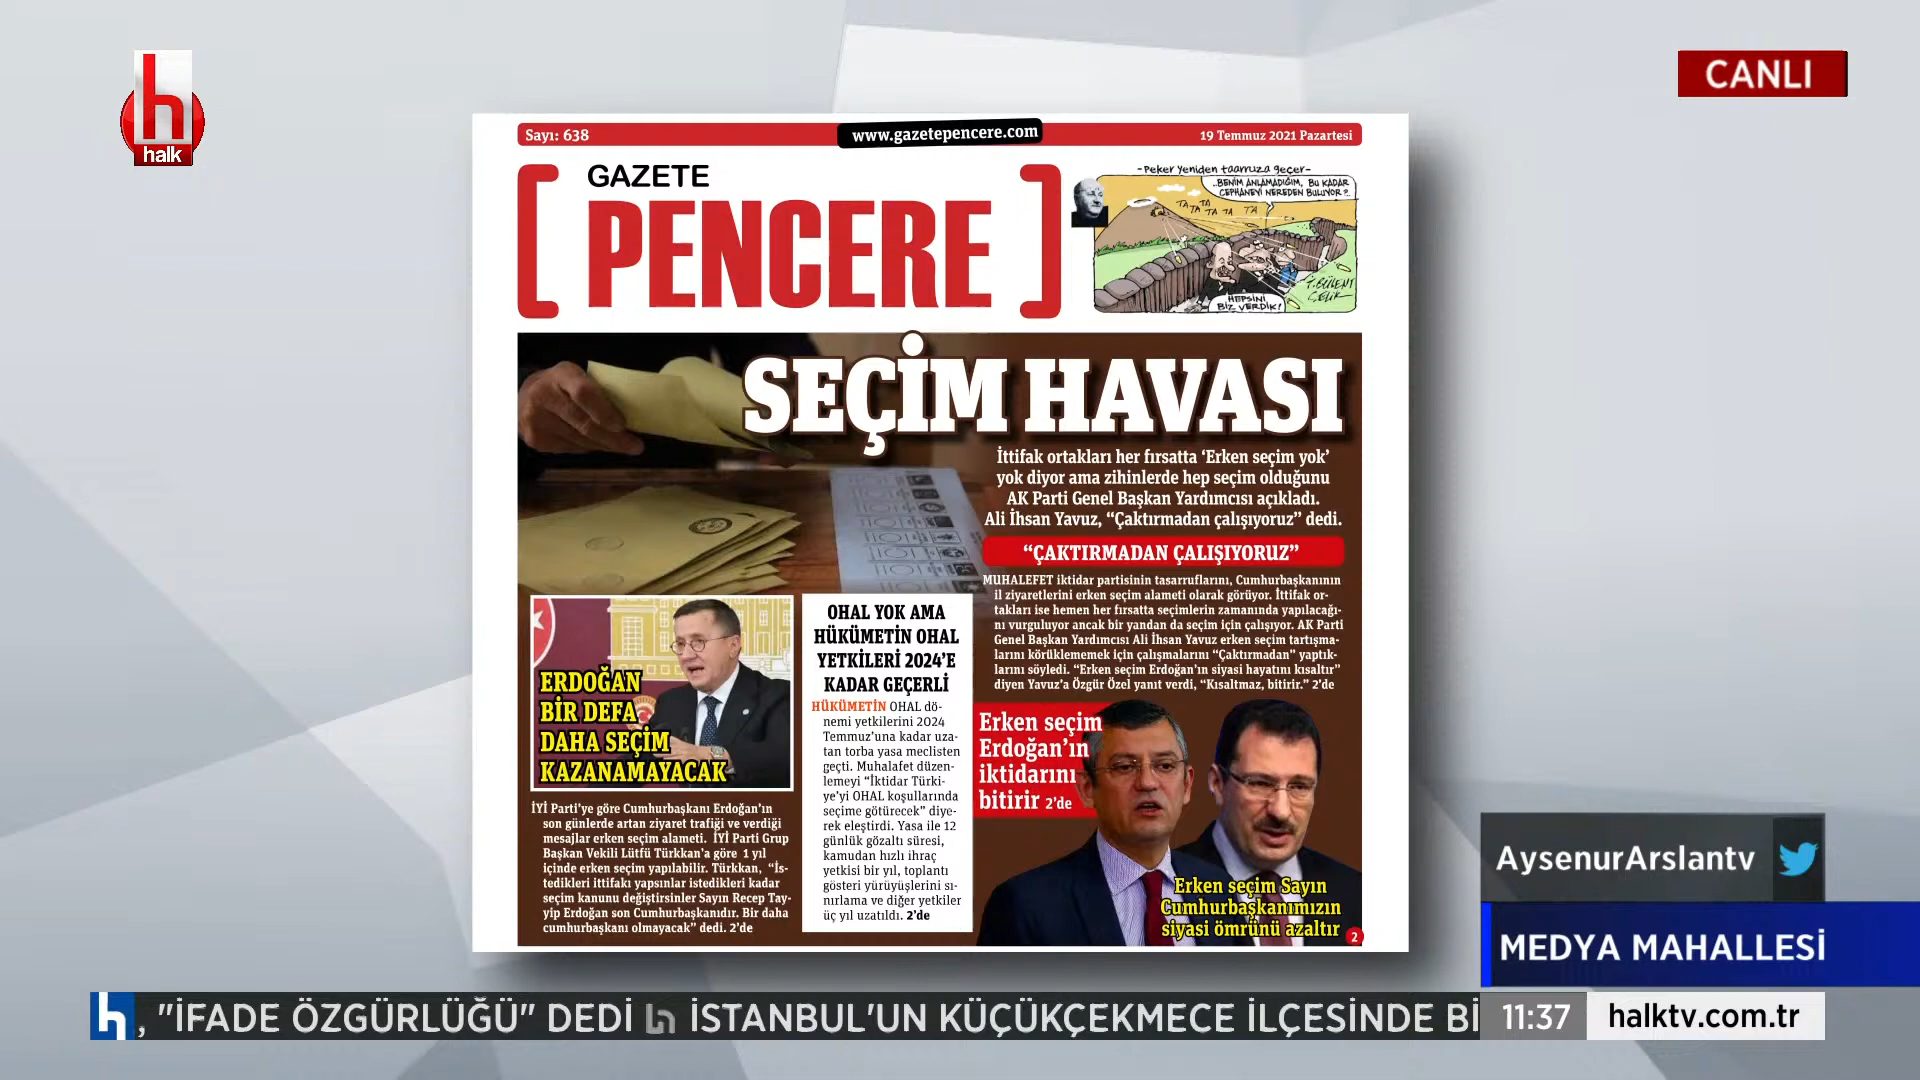 h
halk
CANLI
Sayı: 638
www.gazetepencere.com
19 Temmuz 2021 Pazartesi
GAZETE
[PENCERE]
-Peker yeniden taarruza geçer-
..BENİM ANLAMADIĞIM, BU KADAR
CEPHANEYİ NEREDEN BULUYOR?.
TA TA TA TA TA TA
HEPSİNİ
BİZ VERDİK!
SEÇİM HAVASI
İttifak ortakları her fırsatta ‘Erken seçim yok’
yok diyor ama zihinlerde hep seçim olduğunu
AK Parti Genel Başkan Yardımcısı açıkladı.
Ali İhsan Yavuz, “Çaktırmadan çalışıyoruz” dedi.
“ÇAKTIRMADAN ÇALIŞIYORUZ”
MUHALEFET iktidar partisinin tasarruflarını, Cumhurbaşkanının
il ziyaretlerini erken seçim alameti olarak görüyor. İttifak or-
takları ise hemen her fırsatta seçimlerin zamanında yapılacağı-
nı vurguluyor ancak bir yandan da seçim için çalışıyor. AK Parti
Genel Başkan Yardımcısı Ali İhsan Yavuz erken seçim tartışma-
larını körüklememek için çalışmalarını “Çaktırmadan” yaptık-
larını söyledi. “Erken seçim Erdoğan’ın siyasi hayatını kısaltır”
diyen Yavuz’a Özgür Özel yanıt verdi, “Kısaltmaz, bitirir.” 2’de
ERDOĞAN
BİR DEFA
DAHA SEÇİM
KAZANAMAYACAK
İYİ Parti’ye göre Cumhurbaşkanı Erdoğan’ın
son günlerde artan ziyaret trafiği ve verdiği
mesajlar erken seçim alameti. İYİ Parti Grup
Başkan Vekili Lütfü Türkkan’a göre 1 yıl
içinde erken seçim yapılabilir. Türkkan, “İs-
tedikleri ittifakı yapsınlar istedikleri kadar
seçim kanunu değiştirsinler Sayın Recep Tay-
yip Erdoğan son Cumhurbaşkanıdır. Bir daha
cumhurbaşkanı olmayacak” dedi. 2’de
OHAL YOK AMA
HÜKÜMETİN OHAL
YETKİLERİ 2024’E
KADAR GEÇERLİ
HÜKÜMETİN OHAL dö-
nemi yetkilerini 2024
Temmuz’una kadar uza-
tan torba yasa meclisten
geçti. Muhalafet düzen-
lemeyi “İktidar Türki-
ye’yi OHAL koşullarında
seçime götürecek” diye-
rek eleştirdi. Yasa ile 12
günlük gözaltı süresi,
kamudan hızlı ihraç
yetkisi bir yıl, toplantı
gösteri yürüyüşlerini sı-
nırlama ve diğer yetkiler
üç yıl uzatıldı. 2’de
Erken seçim
Erdoğan’ın
iktidarını
bitirir 2’de
Erken seçim Sayın
Cumhurbaşkanımızın
siyasi ömrünü azaltır
2
AysenurArslantv
MEDYA MAHALLESİ
h, "İFADE ÖZGÜRLÜĞÜ" DEDİ h İSTANBUL'UN KÜÇÜKÇEKMECE İLÇESİNDE Bİ
11:37
halktv.com.tr